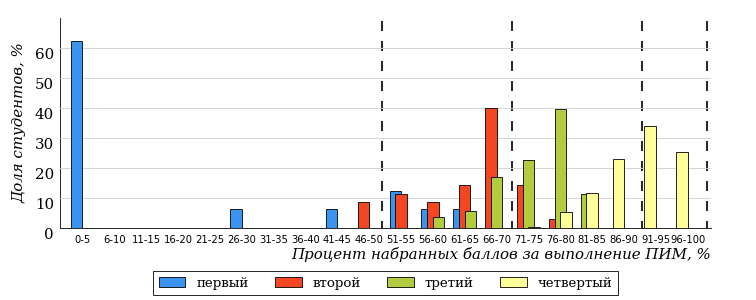 Доля студентов, %
60
50
40
30
20
10
0
0-5 6-10 11-15 16-20 21-25 26-30 31-35 36-40 41-45 46-50 51-55 56-60 61-65 66-70 71-75 76-80 81-85 86-90 91-95 96-100
Процент набранных баллов за выполнение ПИМ, %
первый второй третий четвертый